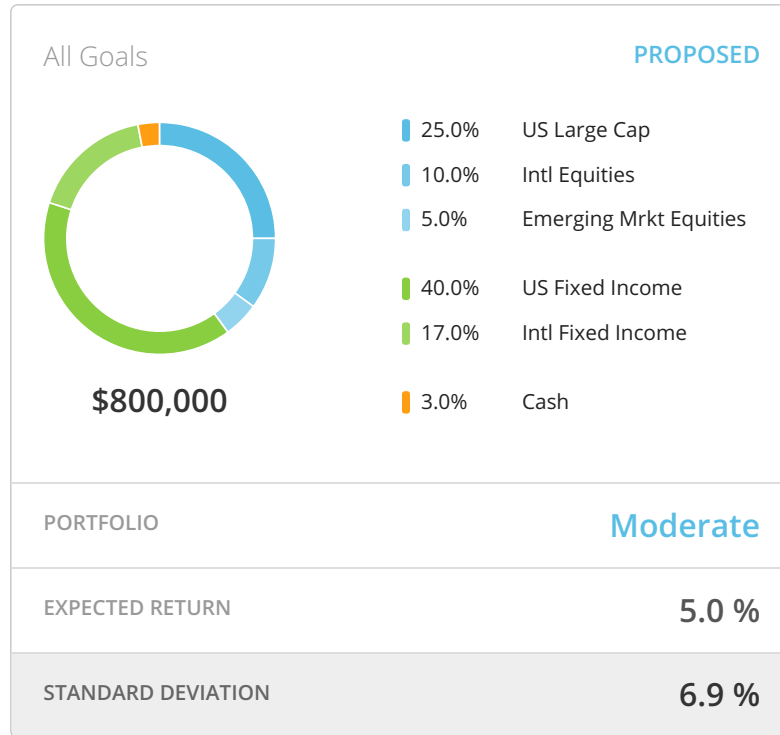 All Goals
PROPOSED
25.0% US Large Cap
10.0% Intl Equities
5.0% Emerging Mrkt Equities
40.0% US Fixed Income
17.0% Intl Fixed Income
3.0% Cash
$800,000
PORTFOLIO Moderate
EXPECTED RETURN 5.0 %
STANDARD DEVIATION 6.9 %